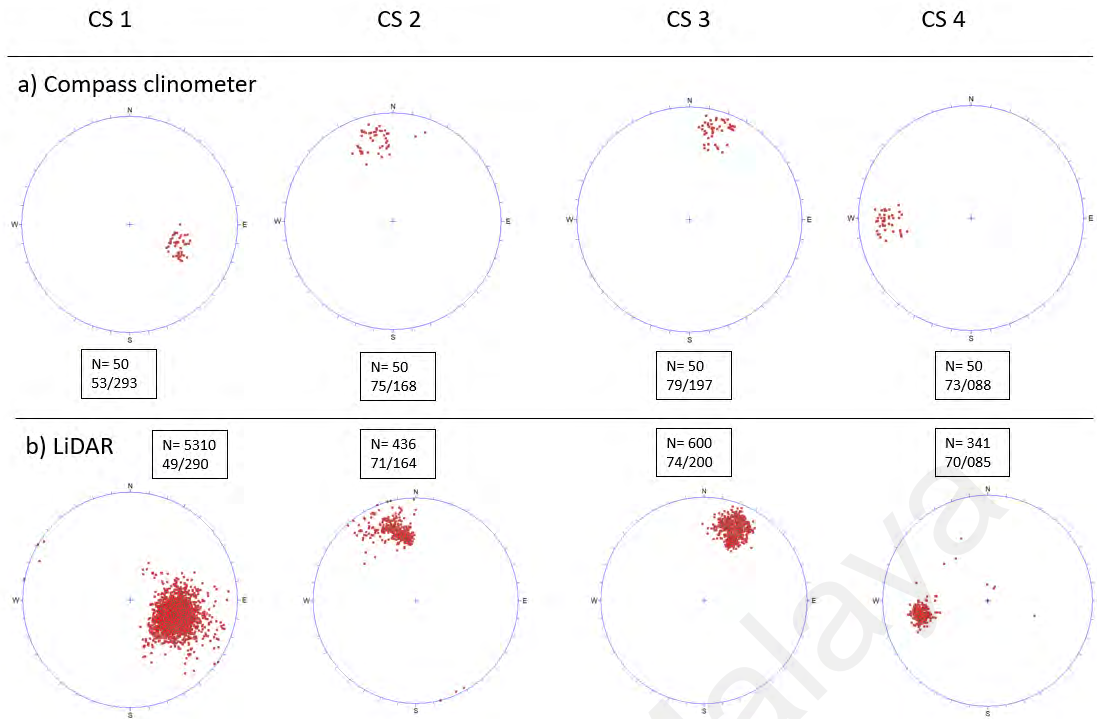 CS 1 CS 2 CS 3 CS 4
a) Compass clinometer
N N N N
W E W E W E W E
S S S S
N= 50 N= 50 N= 50 N= 50
53/293 75/168 79/197 73/088
b) LiDAR
N= 5310 N= 436 N= 600 N= 341
49/290 71/164 74/200 70/085
N N N N
W E W E W E W E
S S S S
alaya